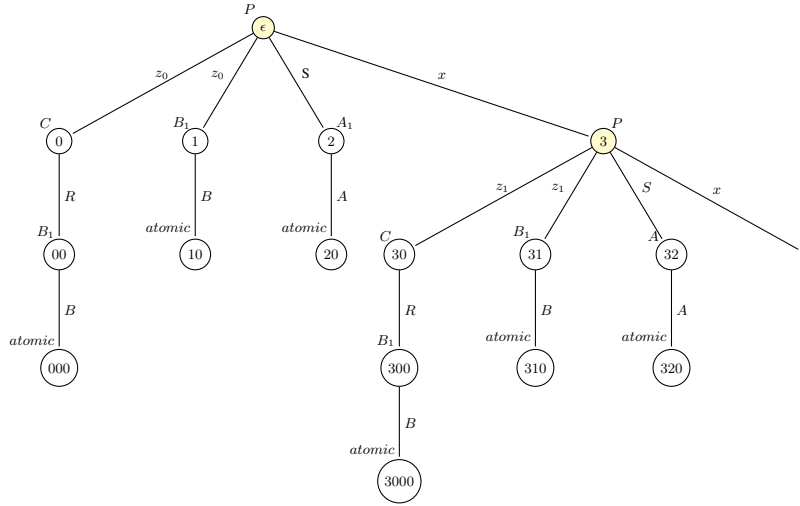 P
ϵ
z₀ z₀ S x
C B₁ A₁ P
0 1 2 3
R B A z₁ z₁ S x
B₁ atomic atomic C B₁ A
00 10 20 30 31 32
B R B A
atomic B₁ atomic atomic
000 300 310 320
B
atomic
3000